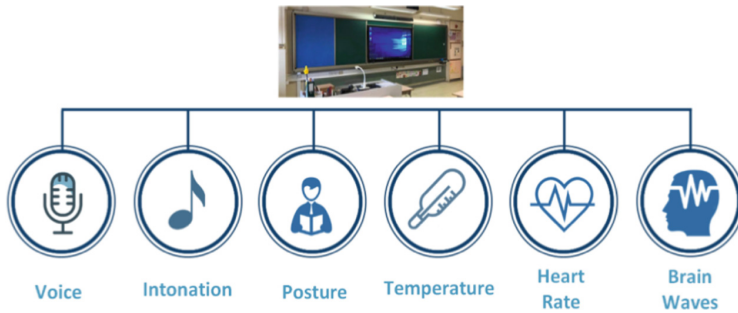 Voice
Intonation
Posture
Temperature
Heart
Rate
Brain
Waves